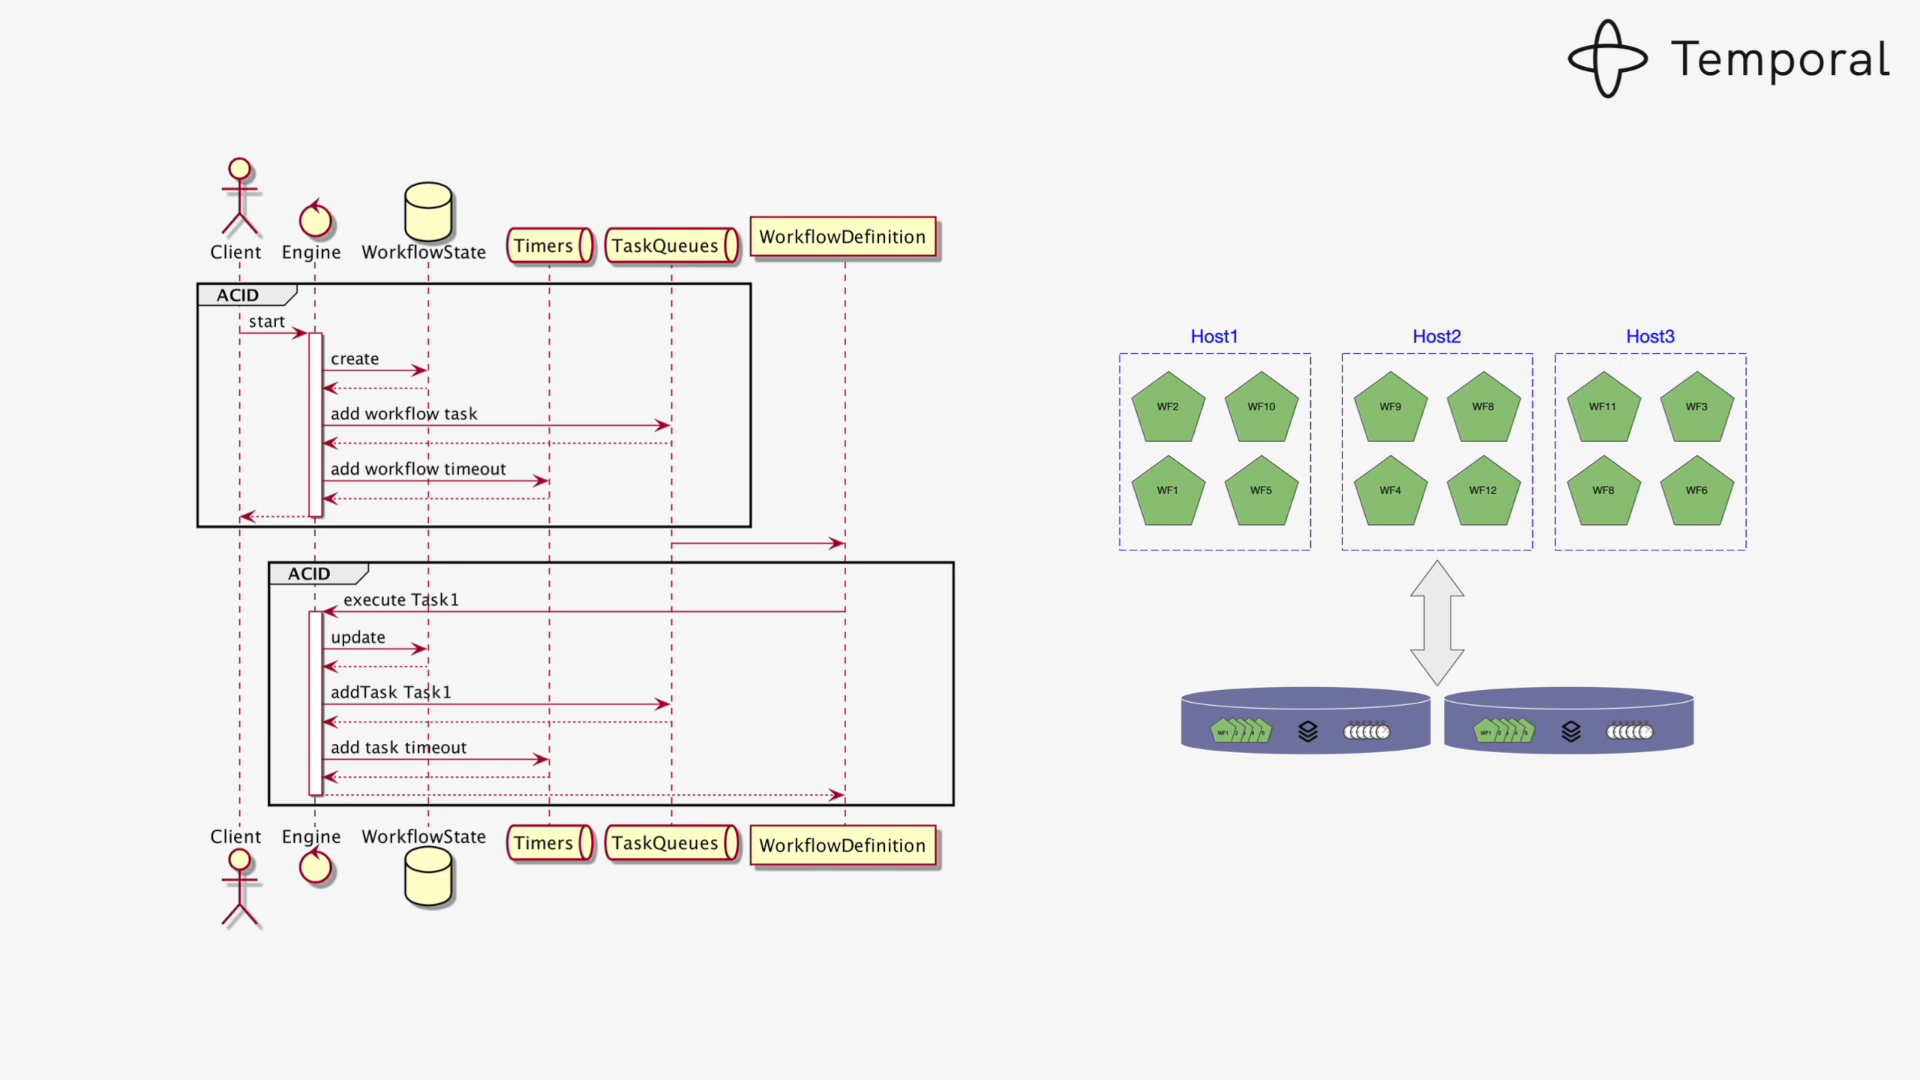 Temporal
Client
Engine
WorkflowState
Timers
TaskQueues
WorkflowDefinition
ACID
start
create
add workflow task
add workflow timeout
ACID
execute Task1
update
addTask Task1
add task timeout
Client
Engine
WorkflowState
Timers
TaskQueues
WorkflowDefinition
Host1
Host2
Host3
WF2
WF10
WF9
WF8
WF11
WF3
WF1
WF5
WF4
WF12
WF8
WF6
WF1
WF1